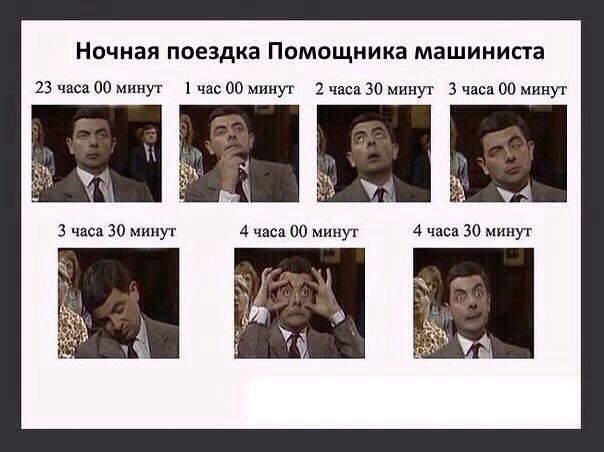 Ночная поездка Помощника машиниста
23 часа 00 минут 1 час 00 минут 2 часа 30 минут 3 часа 00 минут
3 часа 30 минут 4 часа 00 минут 4 часа 30 минут